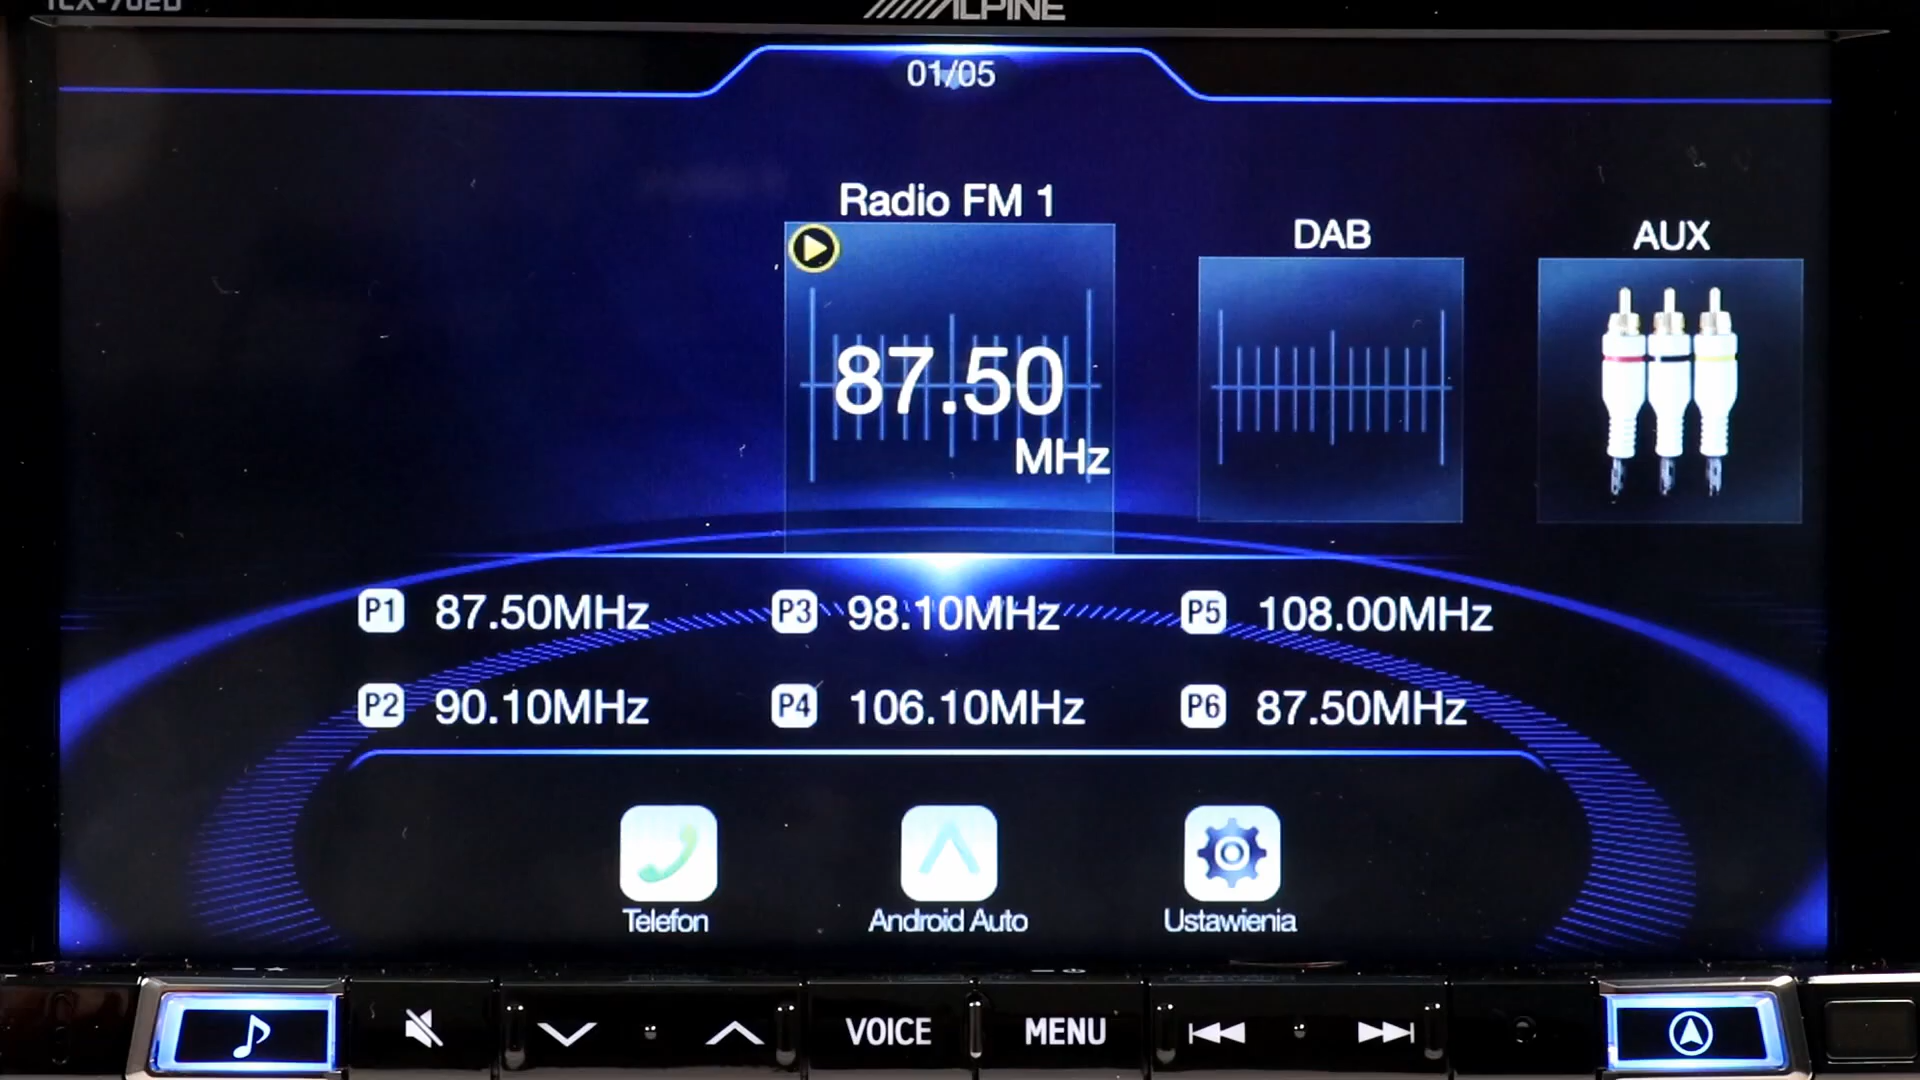 ALPINE
01/05
Radio FM 1
DAB
AUX
87.50
MHz
P1 87.50MHz
P3 98.10MHz
P5 108.00MHz
P2 90.10MHz
P4 106.10MHz
P6 87.50MHz
Telefon
Android Auto
Ustawienia
VOICE
MENU